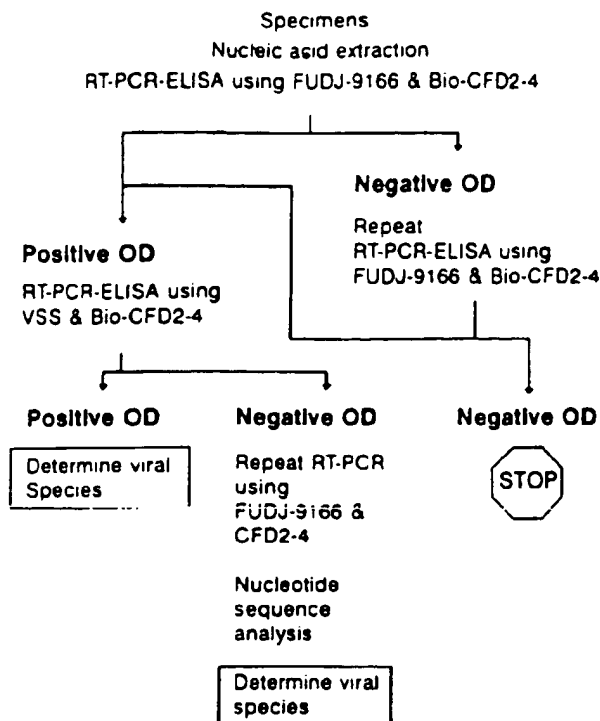 Specimens
Nucleic acid extraction
RT-PCR-ELISA using FUDJ-9166 & Bio-CFD2-4
Negative OD
Repeat
RT-PCR-ELISA using
FUDJ-9166 & Bio-CFD2-4
Positive OD
RT-PCR-ELISA using
VSS & Bio-CFD2-4
Positive OD
Determine viral
Species
Negative OD
Repeat RT-PCR
using
FUDJ-9166 &
CFD2-4
Nucleotide
sequence
analysis
Determine viral
species
Negative OD
STOP